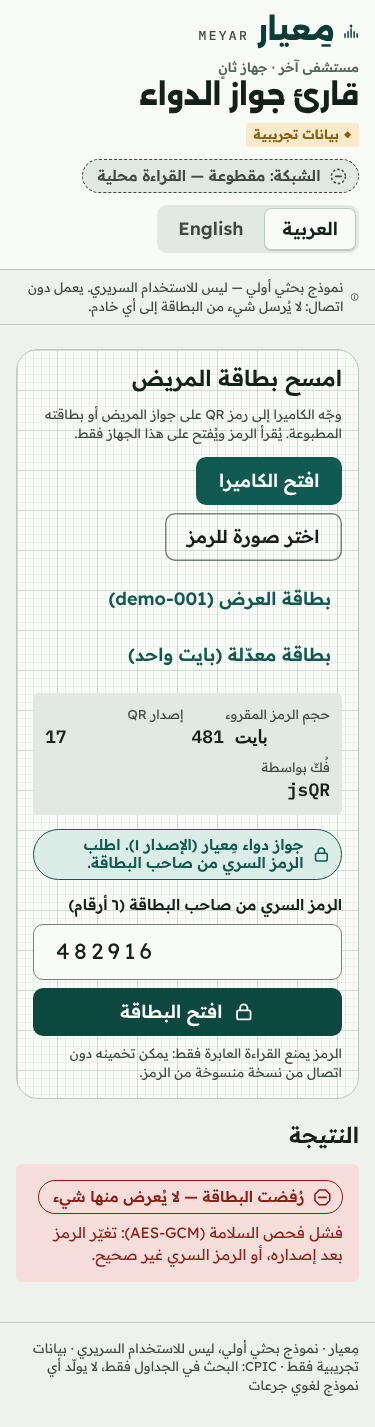 مِعيار MEYAR
مستشفى آخر · جهاز ثانٍ
قارئ جواز الدواء
بيانات تجريبية
الشبكة: مقطوعة — القراءة محلية
العربية English
نموذج بحثي أولي — ليس للاستخدام السريري. يعمل دون
اتصال: لا يُرسل شيء من البطاقة إلى أي خادم.
امسح بطاقة المريض
وجّه الكاميرا إلى رمز QR على جواز المريض أو بطاقته
المطبوعة. يُقرأ الرمز ويُفتح على هذا الجهاز فقط.
افتح الكاميرا
اختر صورة للرمز
بطاقة العرض (demo-001)
بطاقة معدّلة (بايت واحد)
حجم الرمز المقروء إصدار QR
481 بايت 17
فُكّ بواسطة
jsQR
جواز دواء مِعيار (الإصدار ١). اطلب
الرمز السري من صاحب البطاقة.
الرمز السري من صاحب البطاقة (٦ أرقام)
482916
افتح البطاقة
الرمز يمنع القراءة العابرة فقط: يمكن تخمينه دون
اتصال من نسخة منسوخة من الرمز.
النتيجة
رُفضت البطاقة — لا يُعرض منها شيء
فشل فحص السلامة (AES-GCM): تغيّر الرمز
بعد إصداره، أو الرمز السري غير صحيح.
مِعيار · نموذج بحثي أولي، ليس للاستخدام السريري · بيانات
تجريبية فقط · CPIC: البحث في الجداول فقط، لا يولّد أي
نموذج لغوي جرعات